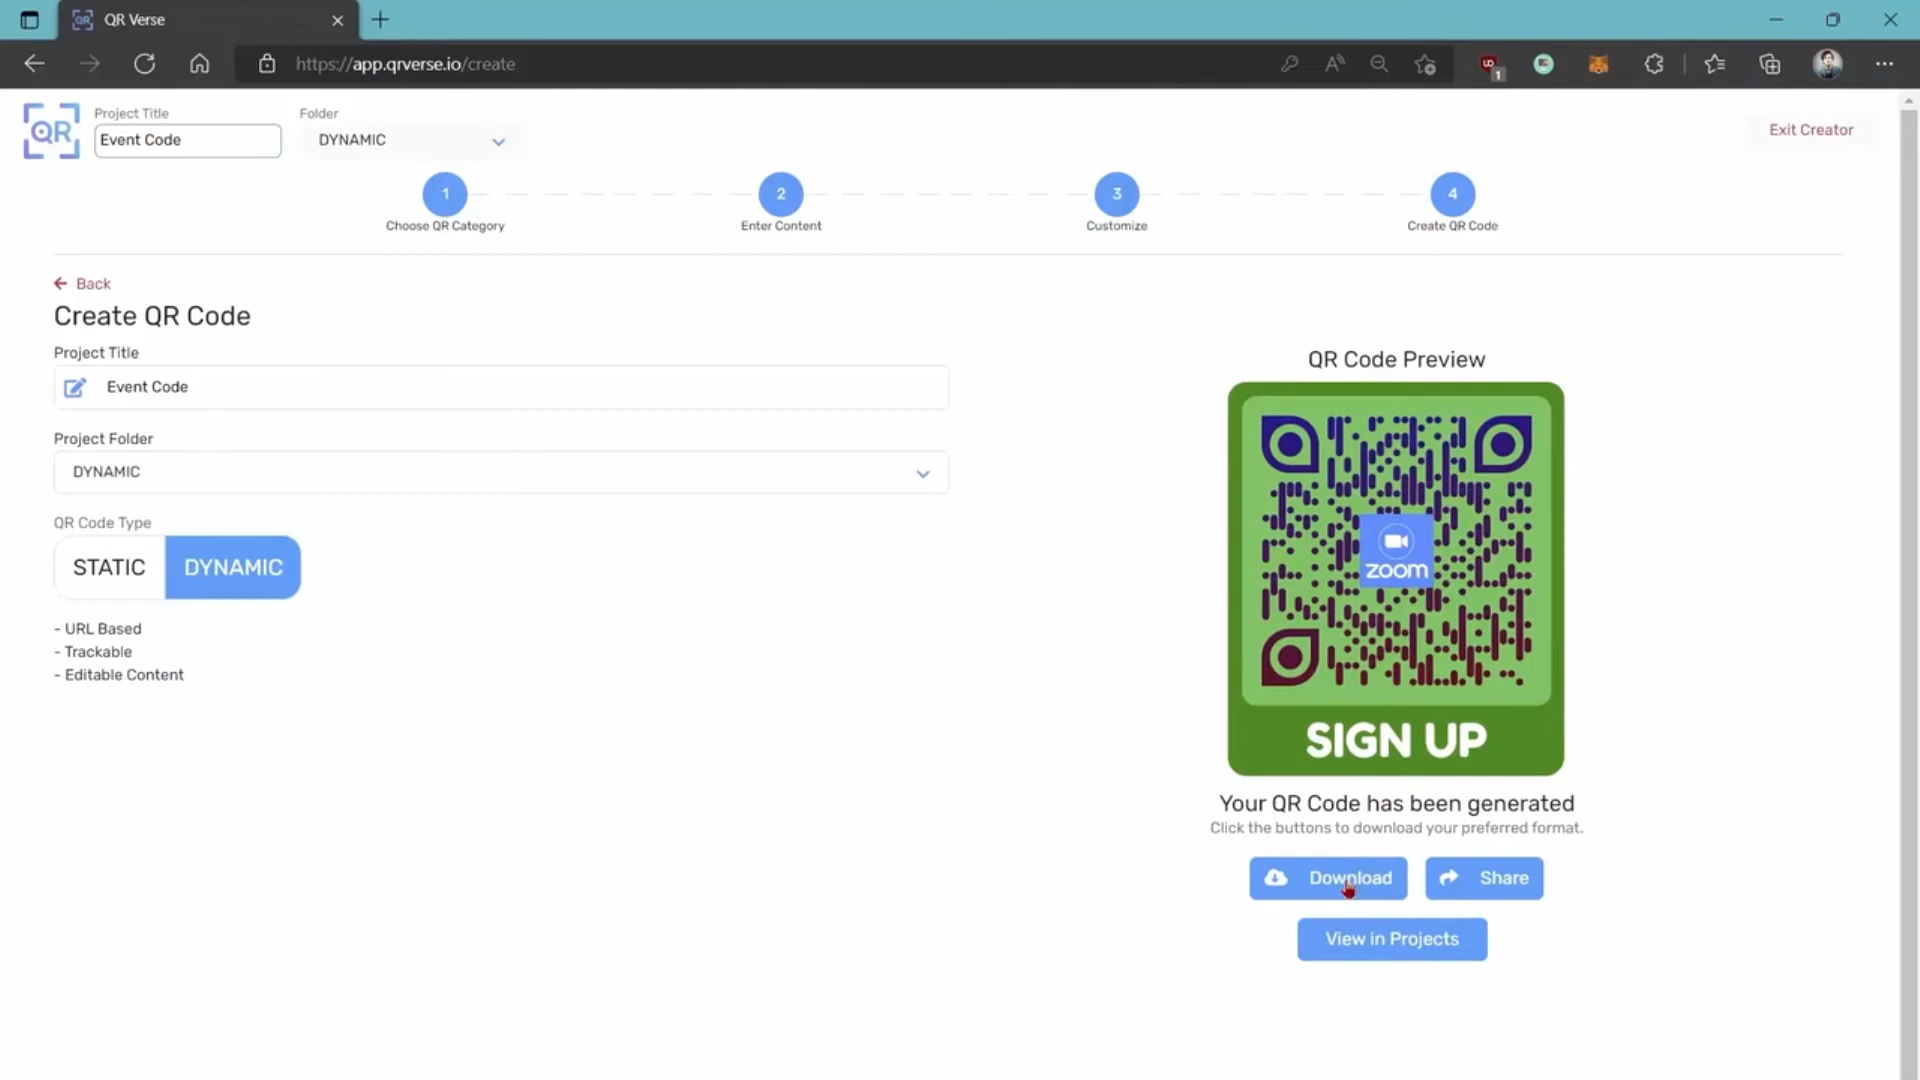 QR Verse
https://app.qrverse.io/create
UD
1
QR
Project Title
Event Code
Folder
DYNAMIC
Exit Creator
1
2
3
4
Choose QR Category
Enter Content
Customize
Create QR Code
Back
Create QR Code
Project Title
Event Code
Project Folder
DYNAMIC
QR Code Type
STATIC DYNAMIC
- URL Based
- Trackable
- Editable Content
QR Code Preview
zoom
SIGN UP
Your QR Code has been generated
Click the buttons to download your preferred format.
Download
Share
View in Projects